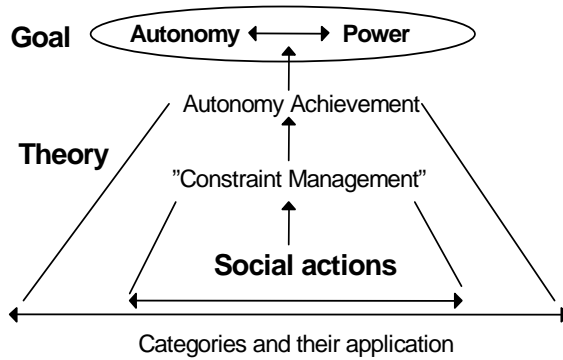 Goal
Autonomy Power
Autonomy Achievement
Theory
”Constraint Management”
Social actions
Categories and their application